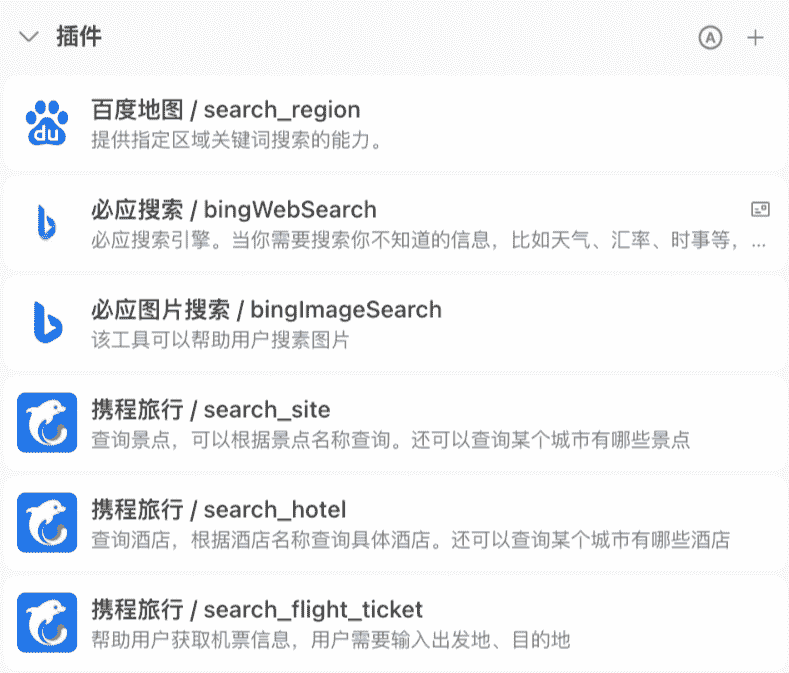 插件
A
百度地图 / search_region
du
提供指定区域关键词搜索的能力。
必应搜索 / bingWebSearch
必应搜索引擎。当你需要搜索你不知道的信息，比如天气、汇率、时事等，...
必应图片搜索 / bingImageSearch
该工具可以帮助用户搜素图片
携程旅行 / search_site
查询景点，可以根据景点名称查询。还可以查询某个城市有哪些景点
携程旅行 / search_hotel
查询酒店，根据酒店名称查询具体酒店。还可以查询某个城市有哪些酒店
携程旅行 / search_flight_ticket
帮助用户获取机票信息，用户需要输入出发地、目的地